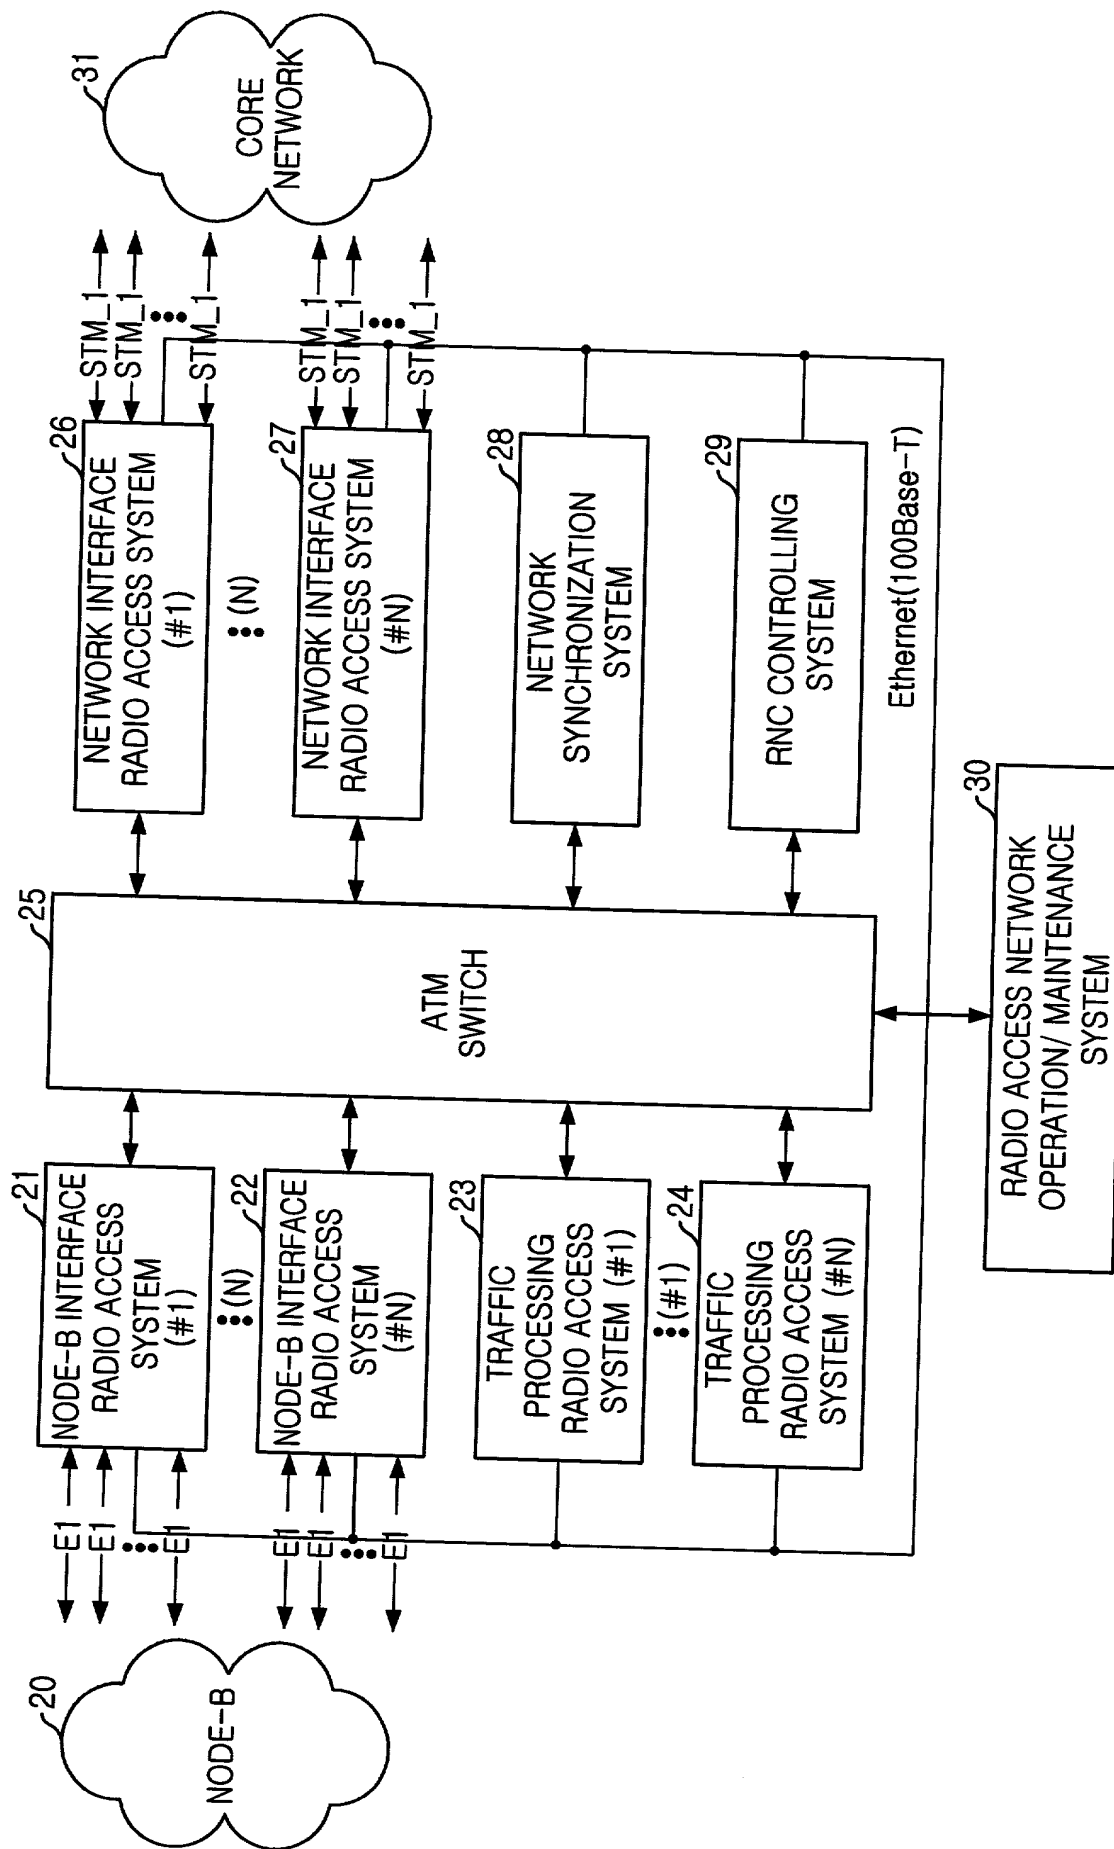 20
NODE-B
E1
E1
E1
E1
E1
E1
21
NODE-B INTERFACE
RADIO ACCESS
SYSTEM
(#1)
(N)
22
NODE-B INTERFACE
RADIO ACCESS
SYSTEM
(#N)
23
TRAFFIC
PROCESSING
RADIO ACCESS
SYSTEM (#1)
(#1)
24
TRAFFIC
PROCESSING
RADIO ACCESS
SYSTEM (#N)
25
ATM
SWITCH
26
NETWORK INTERFACE
RADIO ACCESS SYSTEM
(#1)
(N)
27
NETWORK INTERFACE
RADIO ACCESS SYSTEM
(#N)
28
NETWORK
SYNCHRONIZATION
SYSTEM
29
RNC CONTROLLING
SYSTEM
STM_1
STM_1
STM_1
STM_1
STM_1
STM_1
31
CORE
NETWORK
Ethernet(100Base-T)
30
RADIO ACCESS NETWORK
OPERATION/ MAINTENANCE
SYSTEM